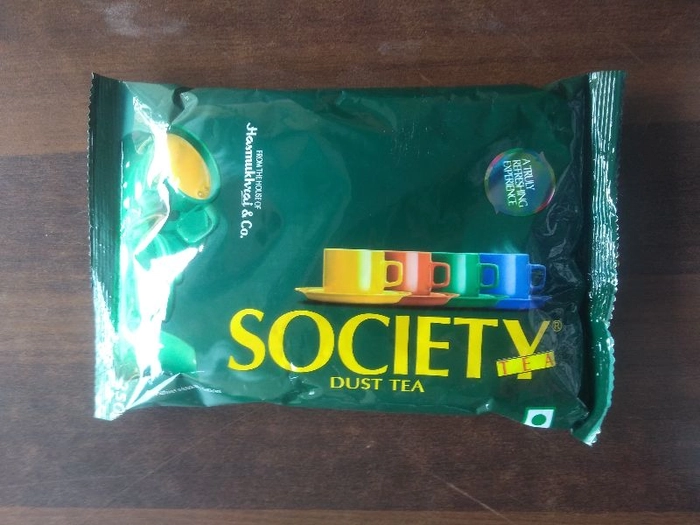 FROM THE HOUSE OF
Hasmukhrai & Co.
A TRULY
REFRESHING
EXPERIENCE
SOCIETY®
TEA
DUST TEA